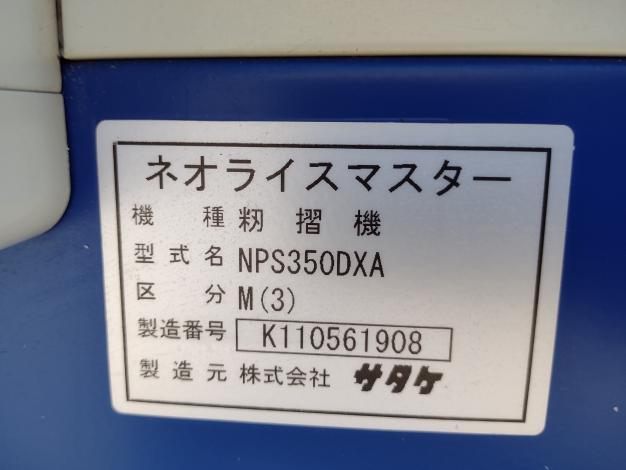 ネオライスマスター
機種 籾摺機
型式名 NPS350DXA
区分 M(3)
製造番号 K110561908
製造元 株式会社 サタケ